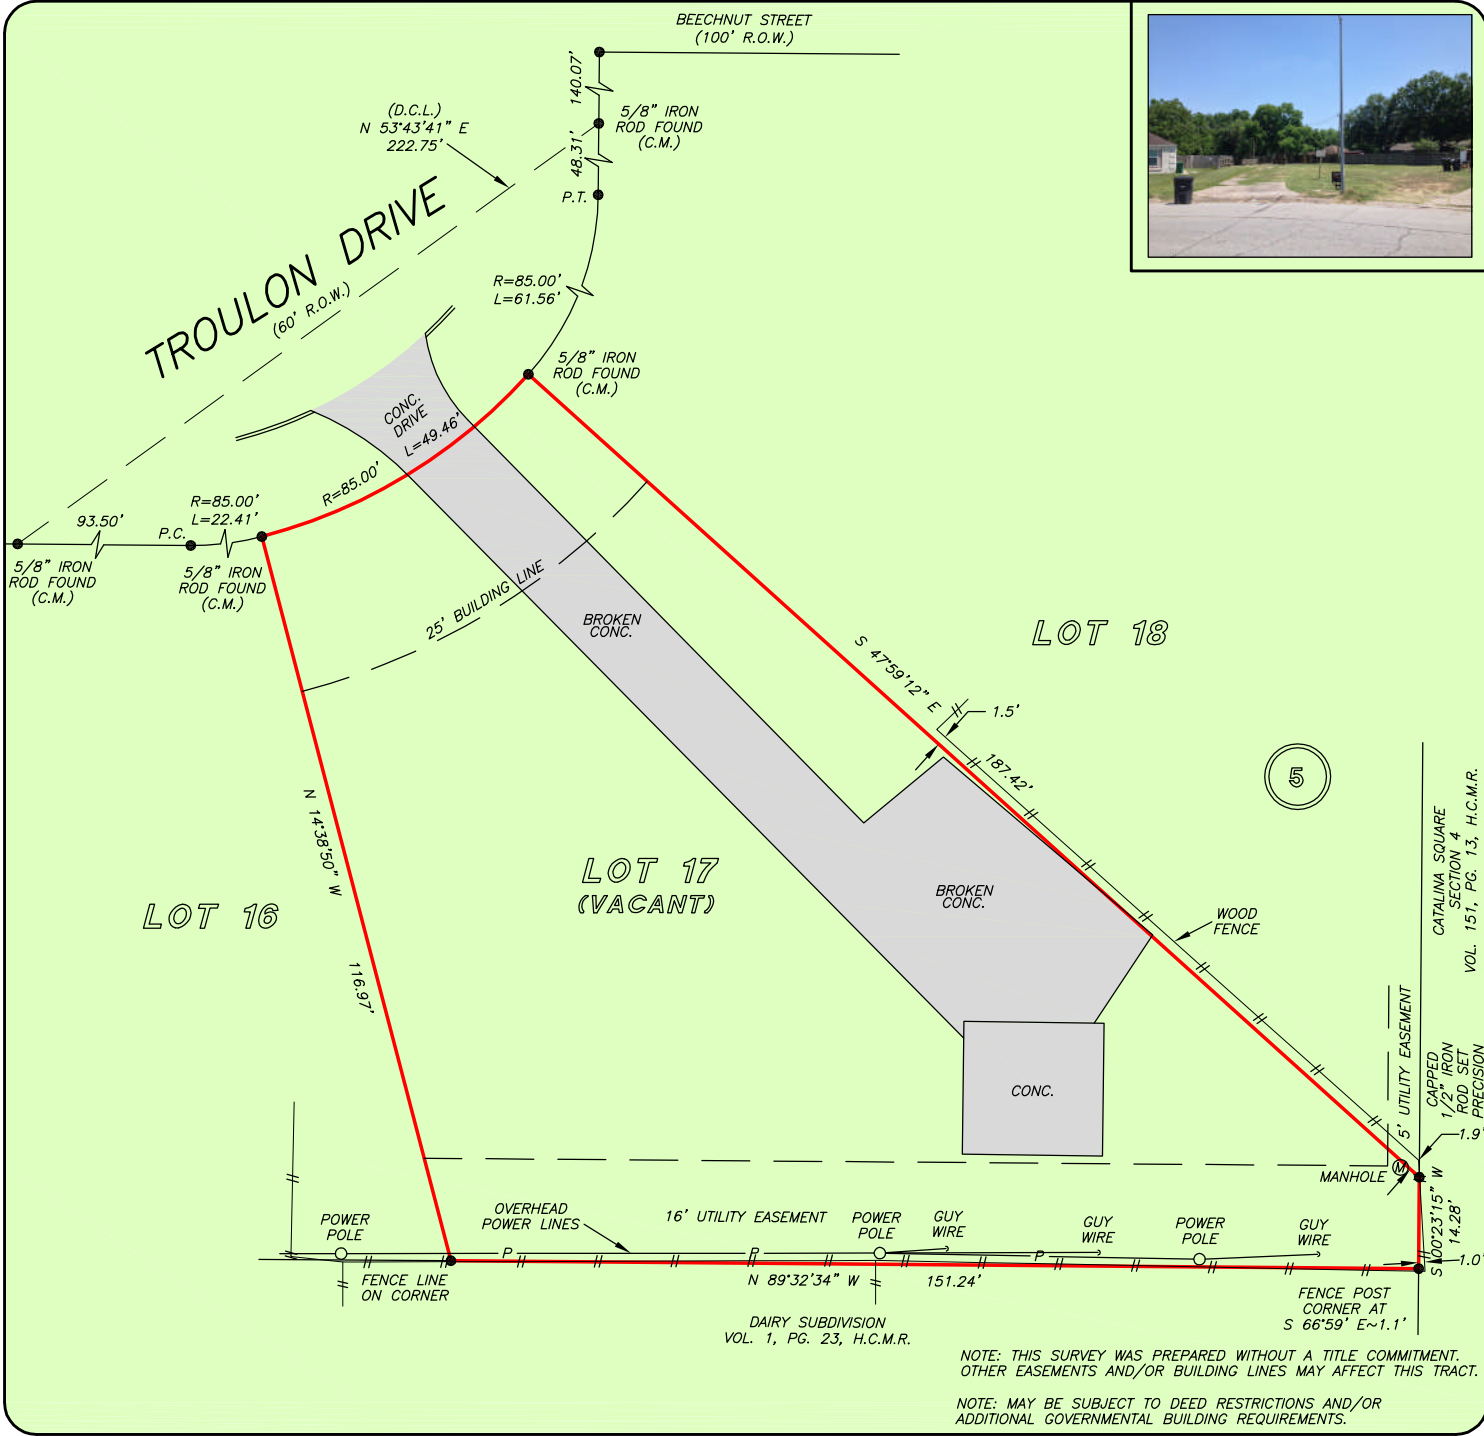 BEECHNUT STREET
(100' R.O.W.)
140.07'
(D.C.L.)
N 53°43'41" E
222.75'
5/8" IRON
ROD FOUND
(C.M.)
48.31'
P.T.
TROULON DRIVE
(60' R.O.W.)
R=85.00'
L=61.56'
5/8" IRON
ROD FOUND
(C.M.)
CONC.
DRIVE
R=85.00'
L=49.46'
R=85.00'
L=22.41'
93.50'
P.C.
5/8" IRON
ROD FOUND
(C.M.)
5/8" IRON
ROD FOUND
(C.M.)
25' BUILDING LINE
BROKEN
CONC.
LOT 18
S 47°59'12" E
187.42'
1.5'
5
N 14°38'50" W
116.97'
LOT 17
(VACANT)
LOT 16
BROKEN
CONC.
WOOD
FENCE
CATALINA SQUARE
SECTION 4
VOL. 151, PG. 13, H.C.M.R.
5' UTILITY EASEMENT
CAPPED
1/2" IRON
ROD SET
PRECISION
CONC.
1.9'
MANHOLE
M
S 00°23'15" W
14.28'
1.0'
POWER
POLE
OVERHEAD
POWER LINES
16' UTILITY EASEMENT
POWER
POLE
GUY
WIRE
GUY
WIRE
POWER
POLE
GUY
WIRE
P
P
P
FENCE LINE
ON CORNER
N 89°32'34" W
151.24'
FENCE POST
CORNER AT
S 66°59' E~1.1'
DAIRY SUBDIVISION
VOL. 1, PG. 23, H.C.M.R.
NOTE: THIS SURVEY WAS PREPARED WITHOUT A TITLE COMMITMENT.
OTHER EASEMENTS AND/OR BUILDING LINES MAY AFFECT THIS TRACT.
NOTE: MAY BE SUBJECT TO DEED RESTRICTIONS AND/OR
ADDITIONAL GOVERNMENTAL BUILDING REQUIREMENTS.